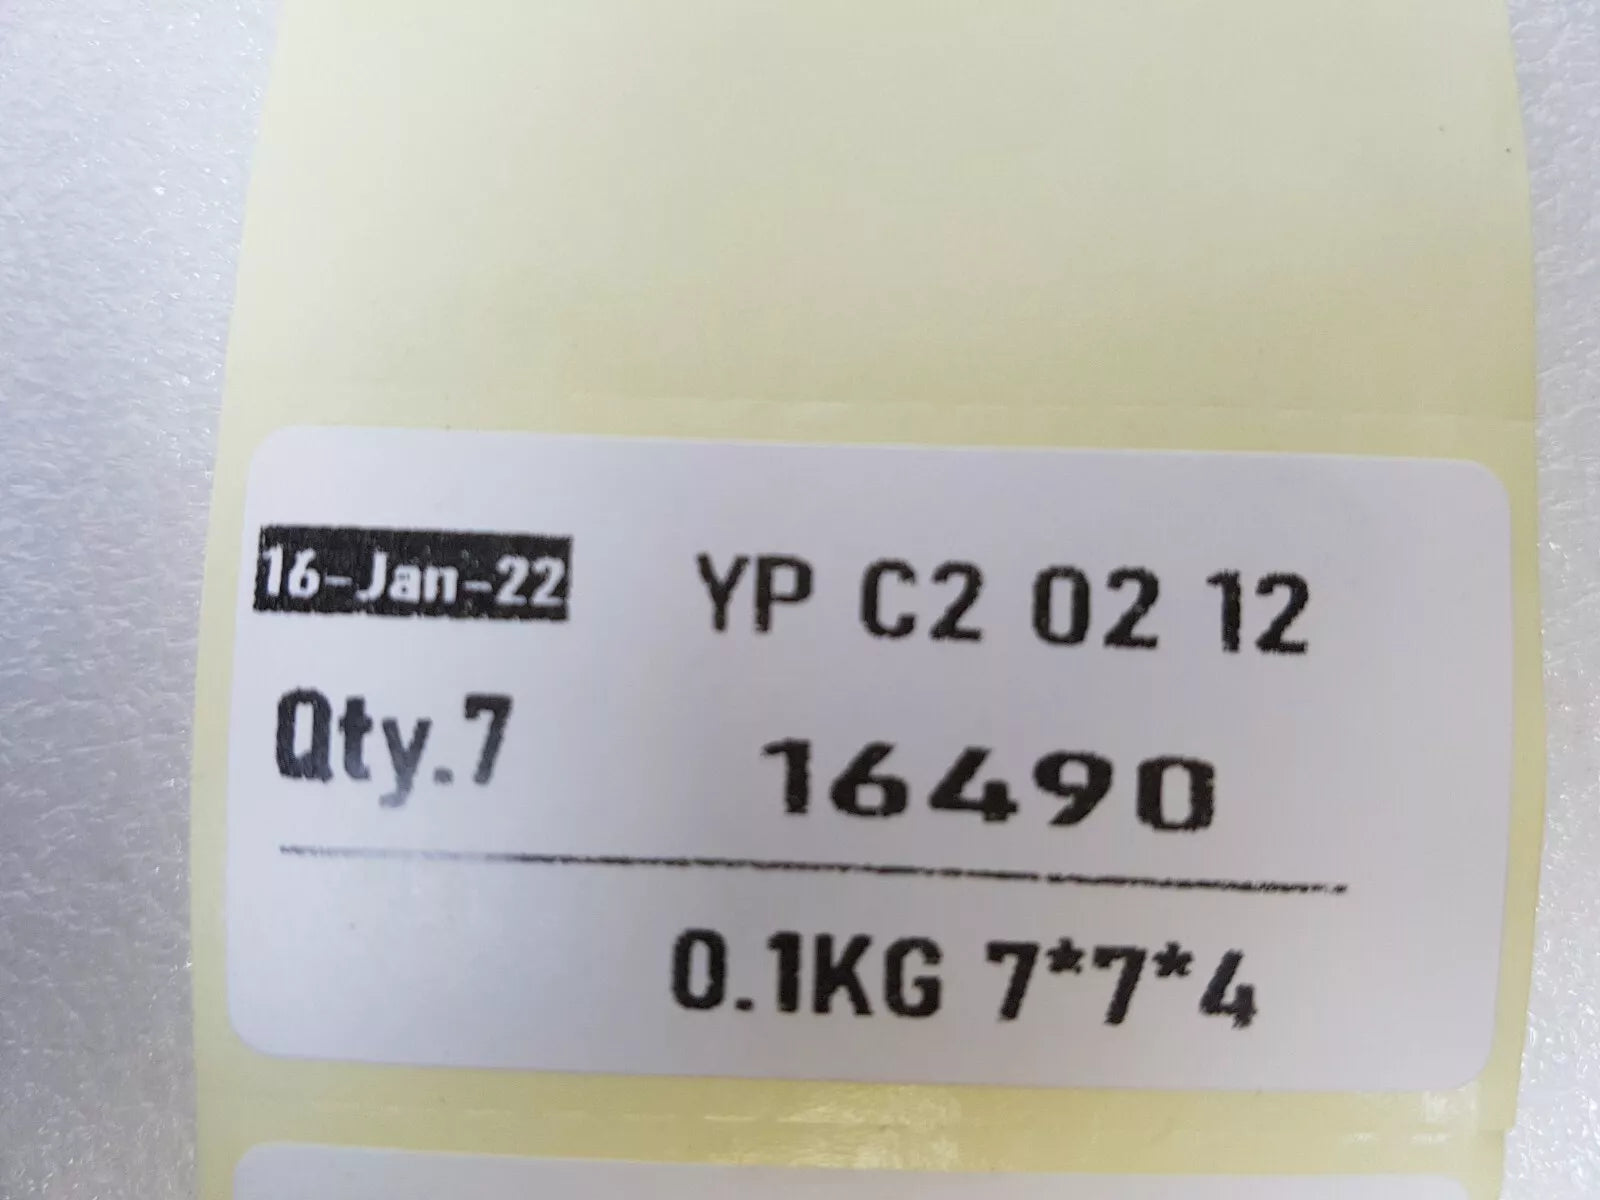 16-Jan-22 YP C2 02 12
Qty.7 16490
0.1KG 7*7*4